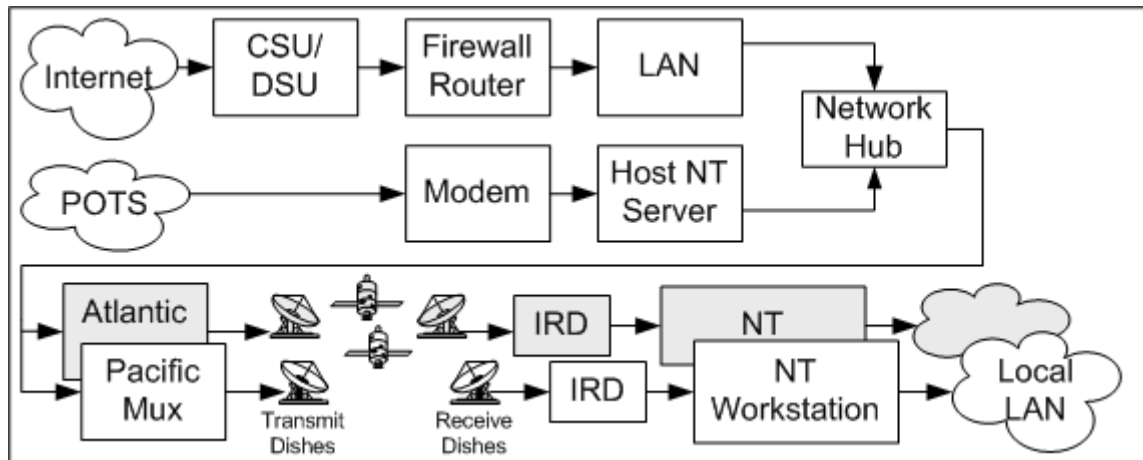 Internet
CSU/
DSU
Firewall
Router
LAN
Network
Hub
POTS
Modem
Host NT
Server
Atlantic
Pacific
Mux
Transmit
Dishes
Receive
Dishes
IRD
IRD
NT
NT
Workstation
Local
LAN